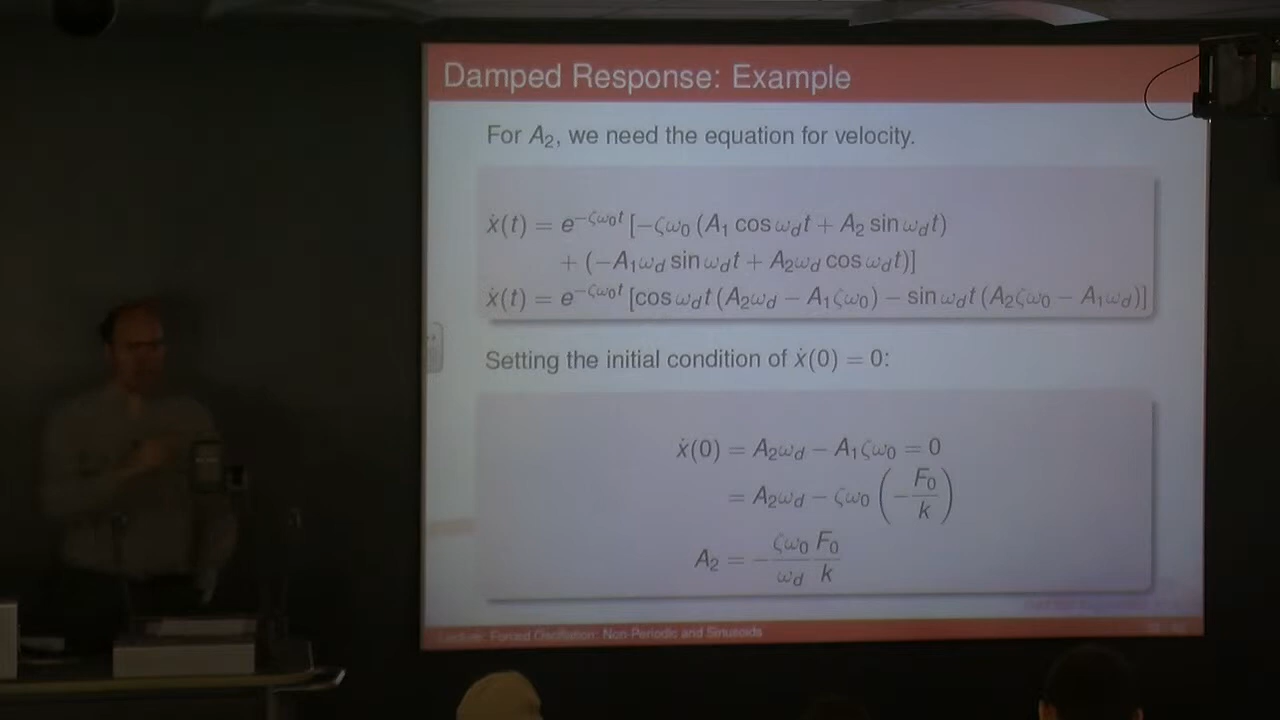 Damped Response: Example
For A₂, we need the equation for velocity.
ẋ(t) = e^{−ζω₀t} [−ζω₀ (A₁ cos ω_d t + A₂ sin ω_d t)
+ (−A₁ω_d sin ω_d t + A₂ω_d cos ω_d t)]
ẋ(t) = e^{−ζω₀t} [cos ω_d t (A₂ω_d − A₁ζω₀) − sin ω_d t (A₂ζω₀ − A₁ω_d)]
Setting the initial condition of ẋ(0) = 0:
ẋ(0) = A₂ω_d − A₁ζω₀ = 0
= A₂ω_d − ζω₀ (−F₀/k)
A₂ = −(ζω₀/ω_d)(F₀/k)
Forced Oscillation: Non-Periodic and Sinusoids